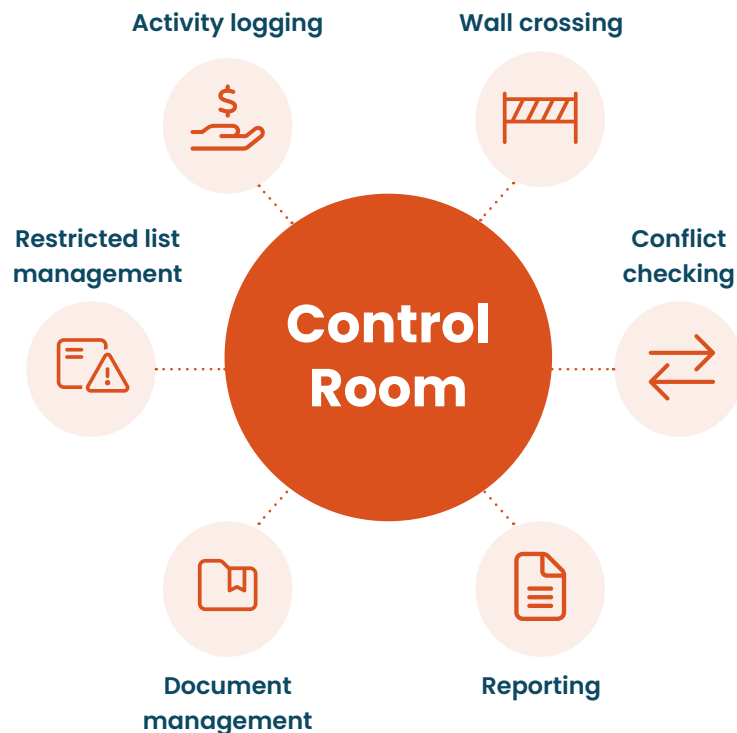 Activity logging
Wall crossing
Restricted list
management
Conflict
checking
$
Control
Room
Document
management
Reporting